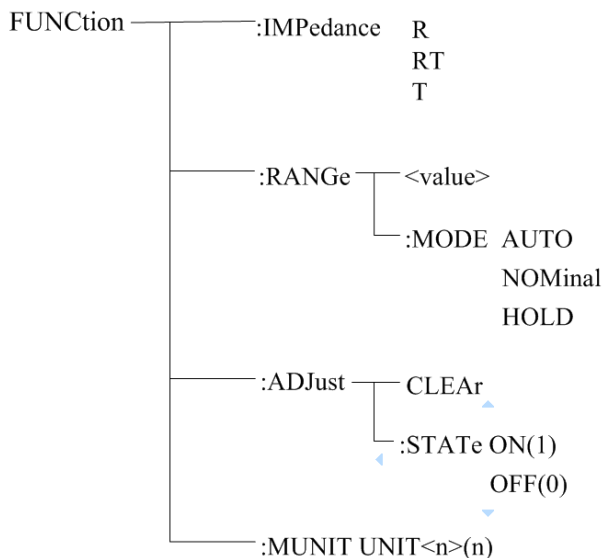 FUNCtion :IMPedance R
RT
T
:RANGe <value>
:MODE AUTO
NOMinal
HOLD
:ADJust CLEAr
:STATe ON(1)
OFF(0)
:MUNIT UNIT<n>(n)